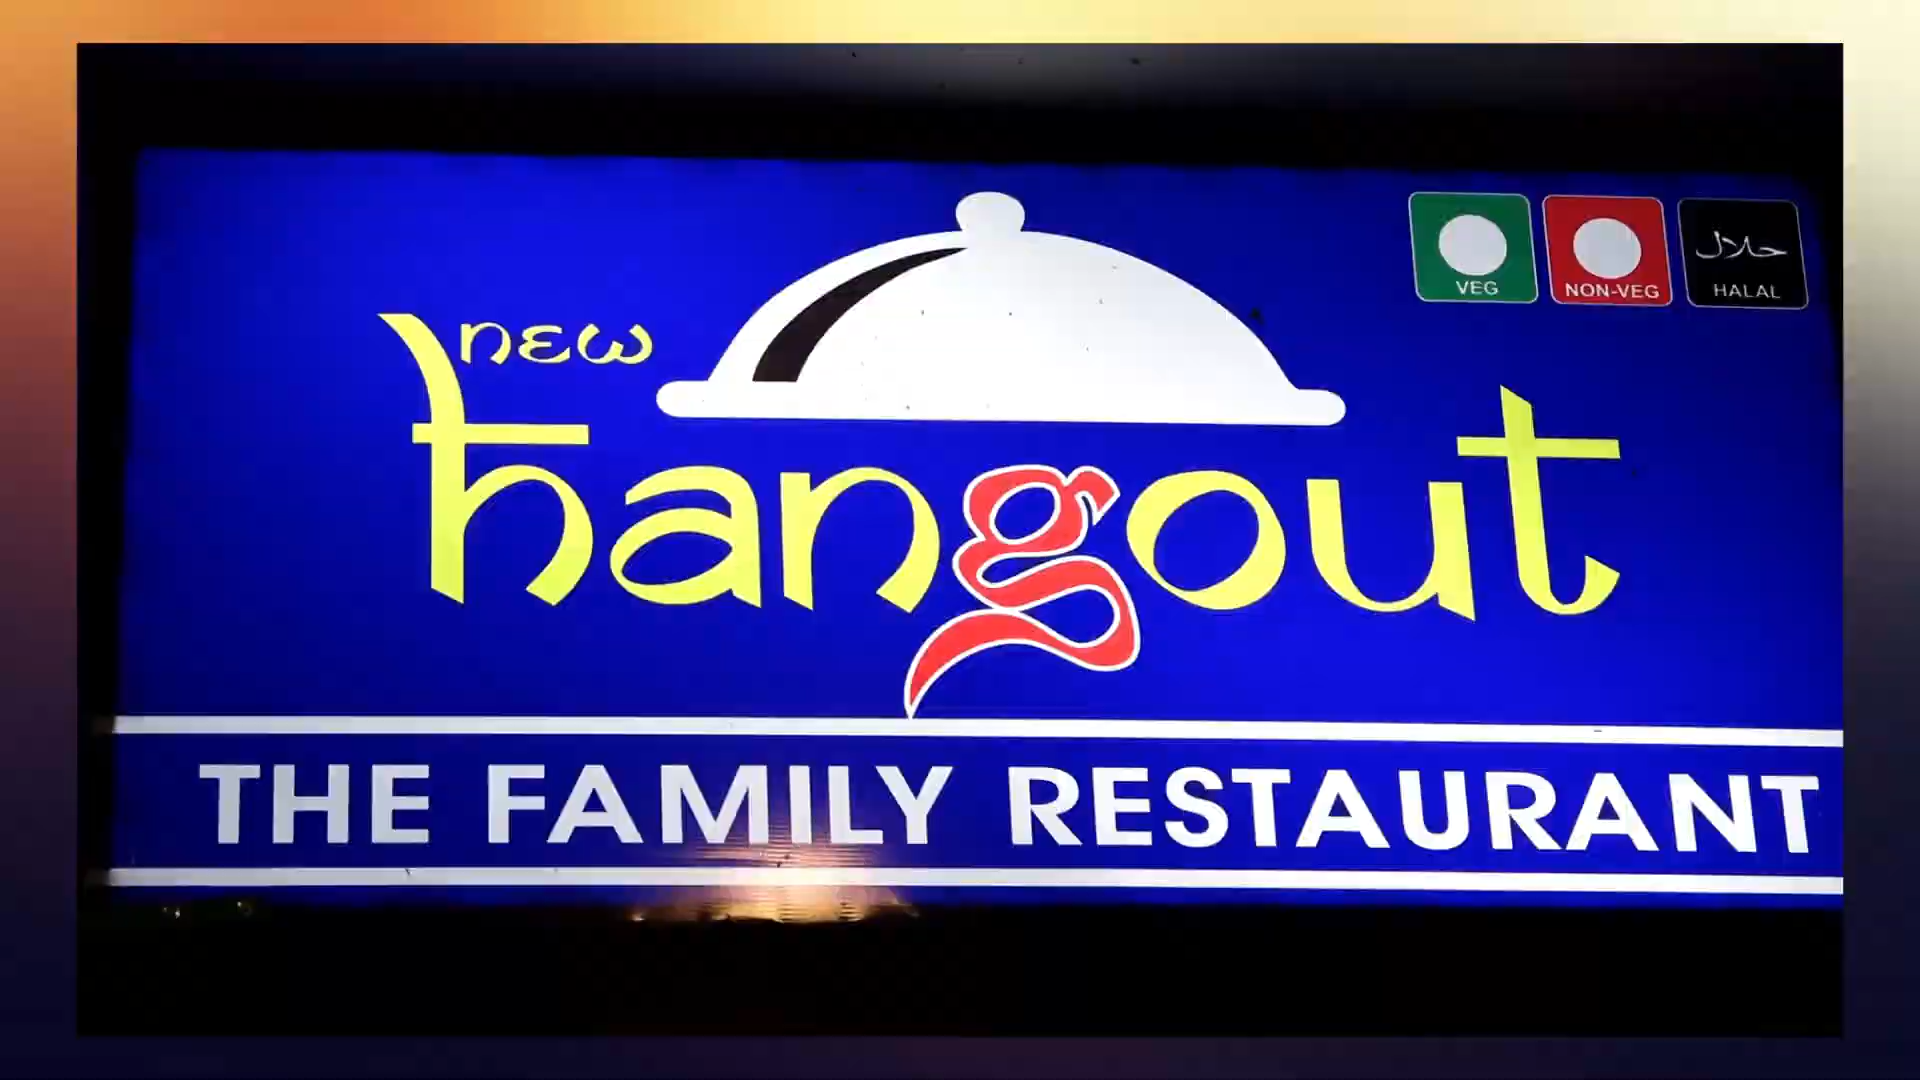 VEG
NON-VEG
حلال
HALAL
new
hangout
THE FAMILY RESTAURANT